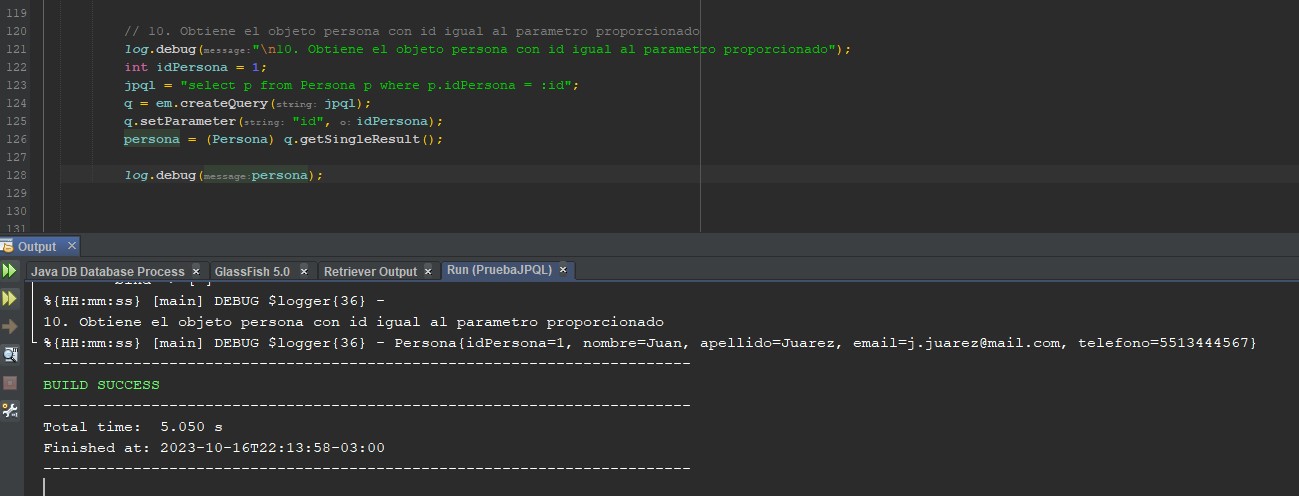 119
120 // 10. Obtiene el objeto persona con id igual al parametro proporcionado
121 log.debug(message:"\n10. Obtiene el objeto persona con id igual al parametro proporcionado");
122 int idPersona = 1;
123 jpql = "select p from Persona p where p.idPersona = :id";
124 q = em.createQuery(string: jpql);
125 q.setParameter(string: "id", o: idPersona);
126 persona = (Persona) q.getSingleResult();
127
128 log.debug(message:persona);
129
130
131
Output ×
Java DB Database Process × GlassFish 5.0 × Retriever Output × Run (PruebaJPQL) ×
%{HH:mm:ss} [main] DEBUG $logger{36} -
10. Obtiene el objeto persona con id igual al parametro proporcionado
%{HH:mm:ss} [main] DEBUG $logger{36} - Persona{idPersona=1, nombre=Juan, apellido=Juarez, email=j.juarez@mail.com, telefono=5513444567}
------------------------------------------------------------------------
BUILD SUCCESS
------------------------------------------------------------------------
Total time:  5.050 s
Finished at: 2023-10-16T22:13:58-03:00
------------------------------------------------------------------------